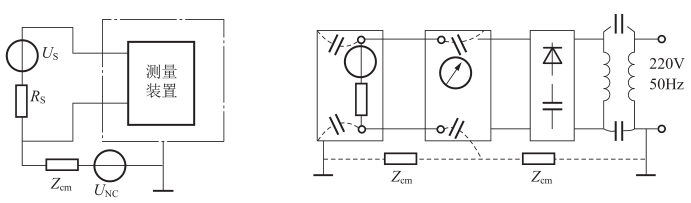 U_S
测量
装置
R_S
Z_cm
U_NC
220V
50Hz
Z_cm
Z_cm